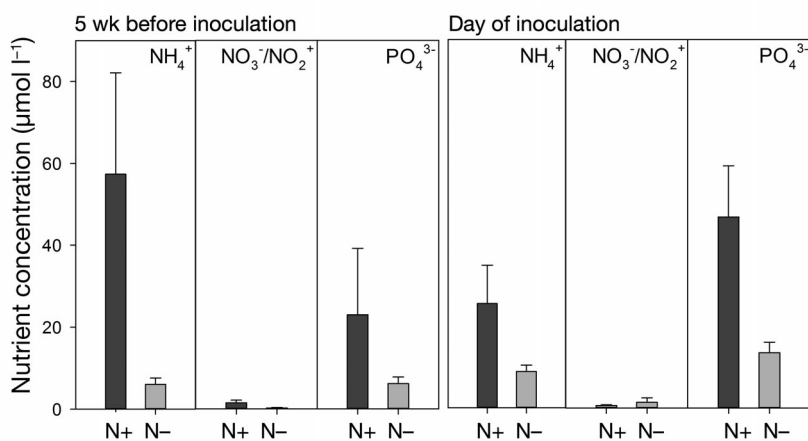 5 wk before inoculation
Day of inoculation
Nutrient concentration (µmol l⁻¹)
NH₄⁺ NO₃⁻/NO₂⁺ PO₄³⁻ NH₄⁺ NO₃⁻/NO₂⁺ PO₄³⁻
80
60
40
20
0
N+ N– N+ N– N+ N– N+ N– N+ N– N+ N–